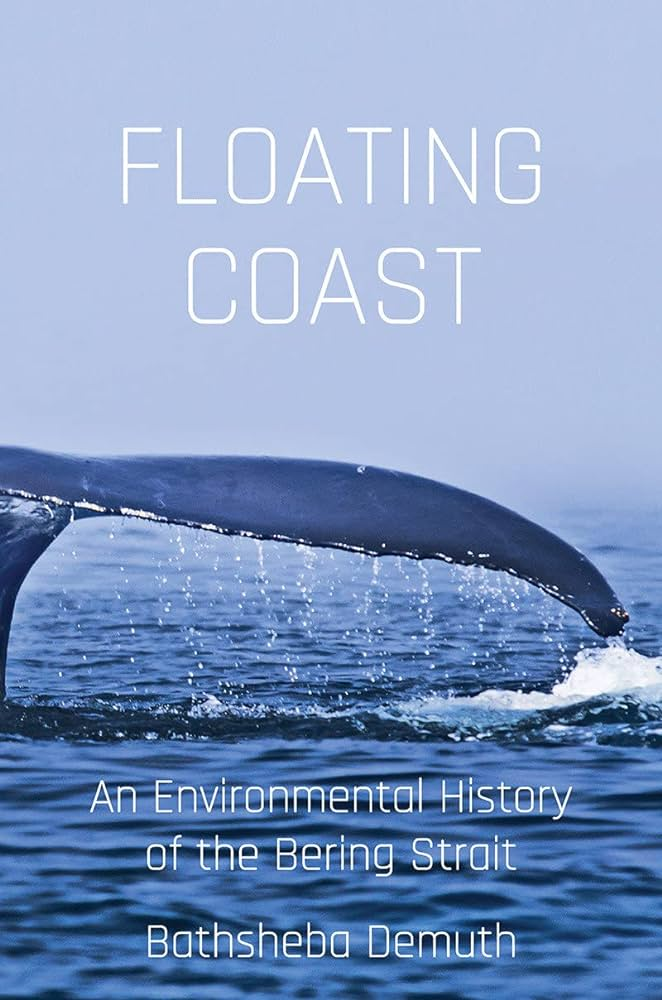 FLOATING
COAST
An Environmental History
of the Bering Strait
Bathsheba Demuth